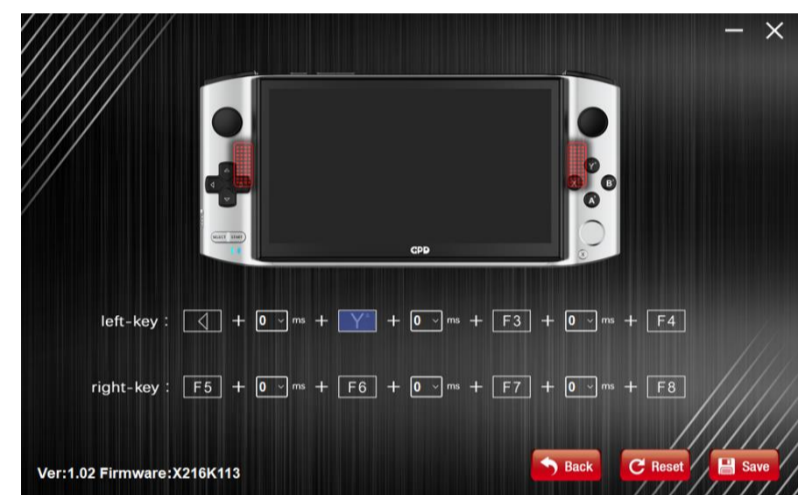 Y
X B
A
SELECT START
GPD
left-key : + 0 ms + Y + 0 ms + F3 + 0 ms + F4
right-key : F5 + 0 ms + F6 + 0 ms + F7 + 0 ms + F8
Back Reset Save
Ver:1.02 Firmware:X216K113